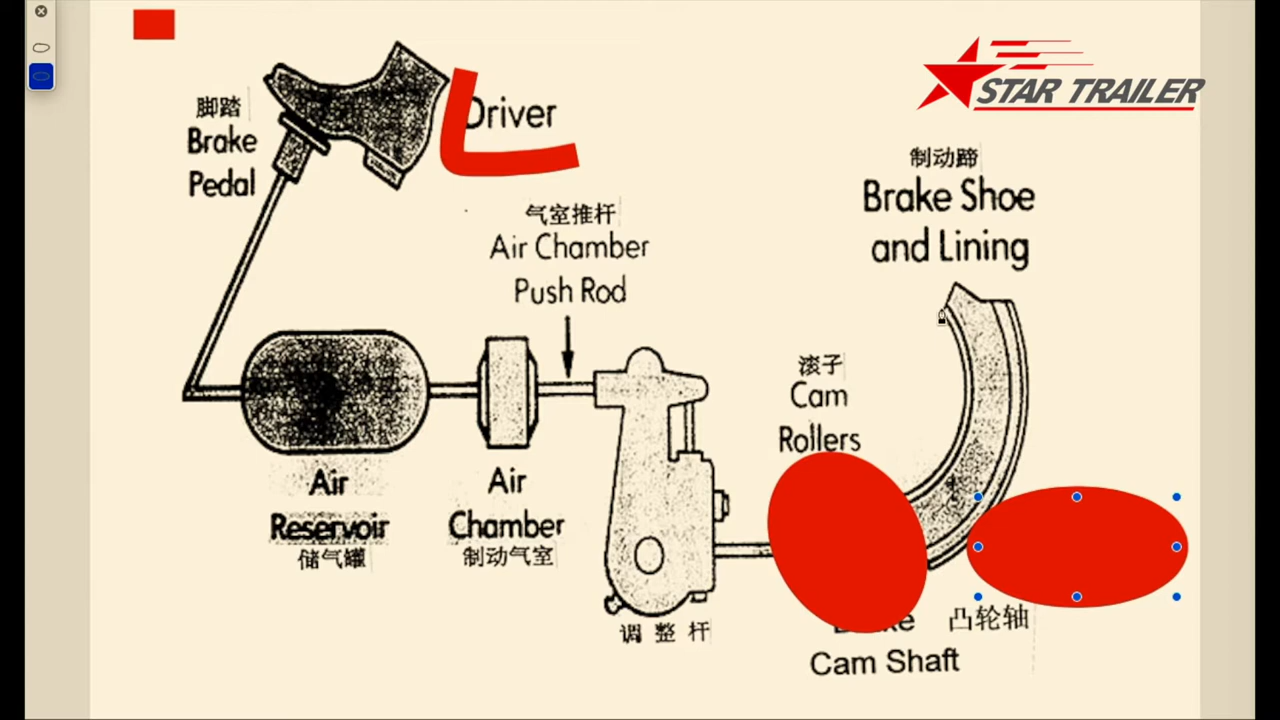 脚踏
Brake
Pedal
Driver
STAR TRAILER
制动蹄
Brake Shoe
and Lining
气室推杆
Air Chamber
Push Rod
滚子
Cam
Rollers
Air
Reservoir
储气罐
Air
Chamber
制动气室
调整杆
凸轮轴
Cam Shaft